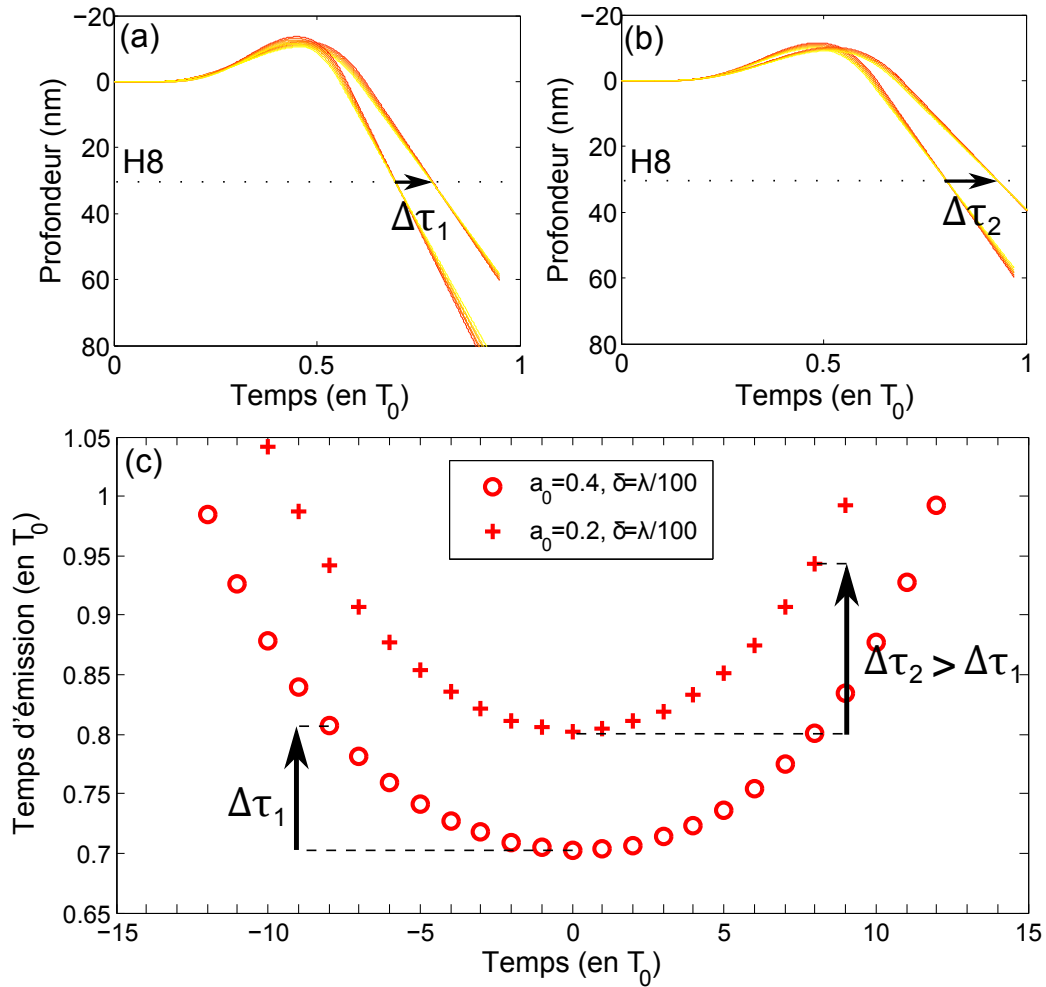 (a)
−20
0
20
40
60
80
Profondeur (nm)
H8
Δτ1
0
0.5
1
Temps (en T0)
(b)
−20
0
20
40
60
80
Profondeur (nm)
H8
Δτ2
0
0.5
1
Temps (en T0)
(c)
1.05
1
0.95
0.9
0.85
0.8
0.75
0.7
0.65
Temps d'émission (en T0)
a0=0.4, δ=λ/100
a0=0.2, δ=λ/100
Δτ1
Δτ2 > Δτ1
−15
−10
−5
0
5
10
15
Temps (en T0)